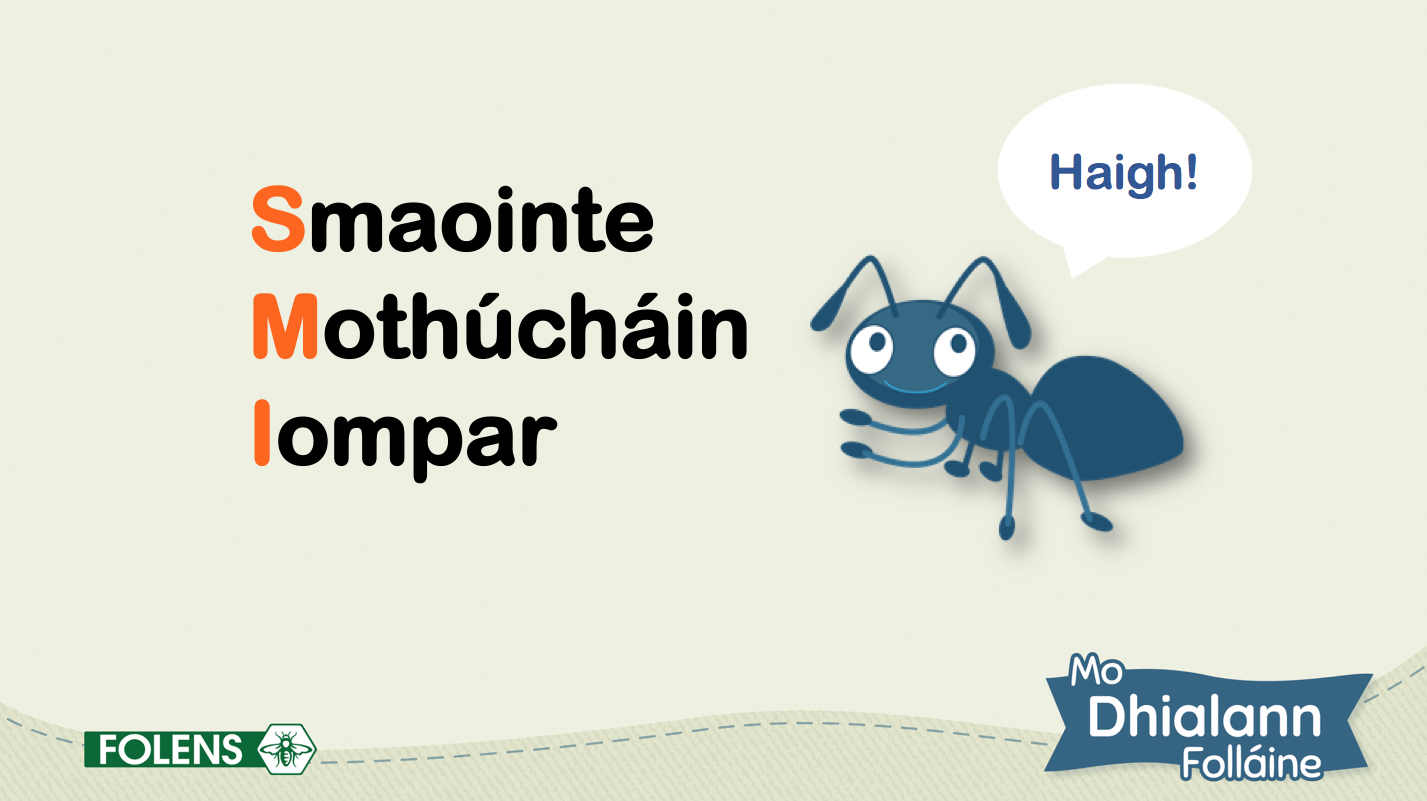 Haigh!
Smaointe
Mothúcháin
Iompar
FOLENS
Mo
Dhialann
Folláine